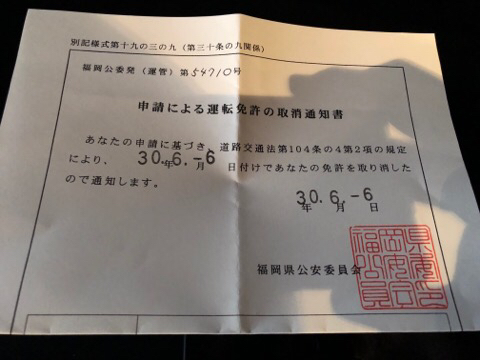 別記様式第十九の三の九（第三十条の九関係）
福岡公委発（運管）第54710号
申請による運転免許の取消通知書
あなたの申請に基づき、道路交通法第104条の4第2項の規定
により、 30年6月-6日付けであなたの免許を取り消した
ので通知します。
30年6月-6日
福岡県公安委員会